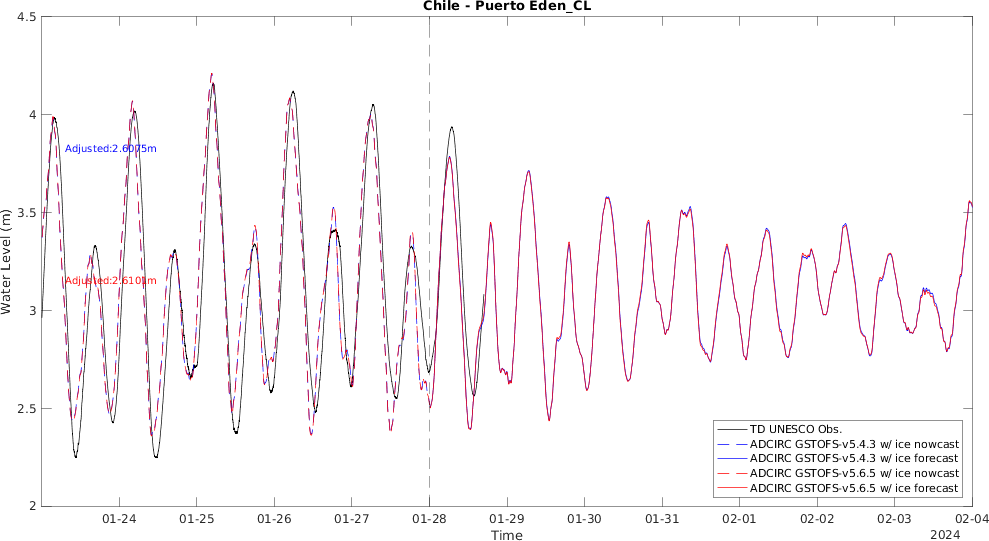 Chile - Puerto Eden_CL
4.5
4
3.5
3
2.5
2
Water Level (m)
Adjusted:2.6075m
Adjusted:2.6101m
TD UNESCO Obs.
ADCIRC GSTOFS-v5.4.3 w/ ice nowcast
ADCIRC GSTOFS-v5.4.3 w/ ice forecast
ADCIRC GSTOFS-v5.6.5 w/ ice nowcast
ADCIRC GSTOFS-v5.6.5 w/ ice forecast
01-24 01-25 01-26 01-27 01-28 01-29 01-30 01-31 02-01 02-02 02-03 02-04
Time
2024